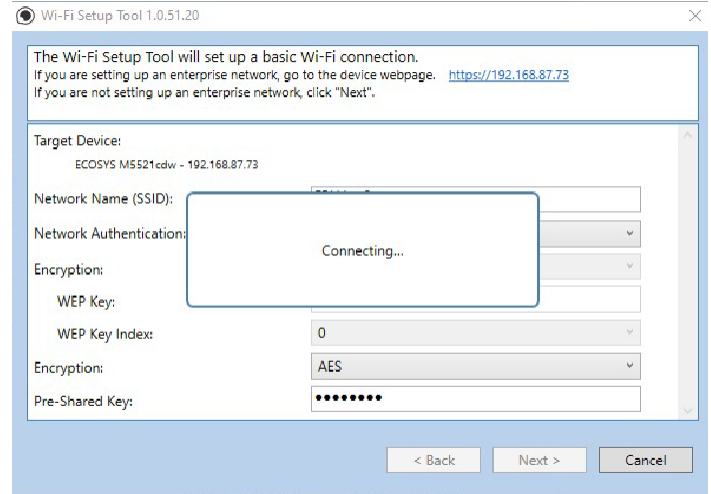 Wi-Fi Setup Tool 1.0.51.20
The Wi-Fi Setup Tool will set up a basic Wi-Fi connection.
If you are setting up an enterprise network, go to the device webpage. https://192.168.87.73
If you are not setting up an enterprise network, click "Next".
Target Device:
ECOSYS M5521cdw - 192.168.87.73
Network Name (SSID):
Network Authentication:
Connecting...
Encryption:
WEP Key:
WEP Key Index: 0
Encryption: AES
Pre-Shared Key: ••••••••
< Back Next > Cancel